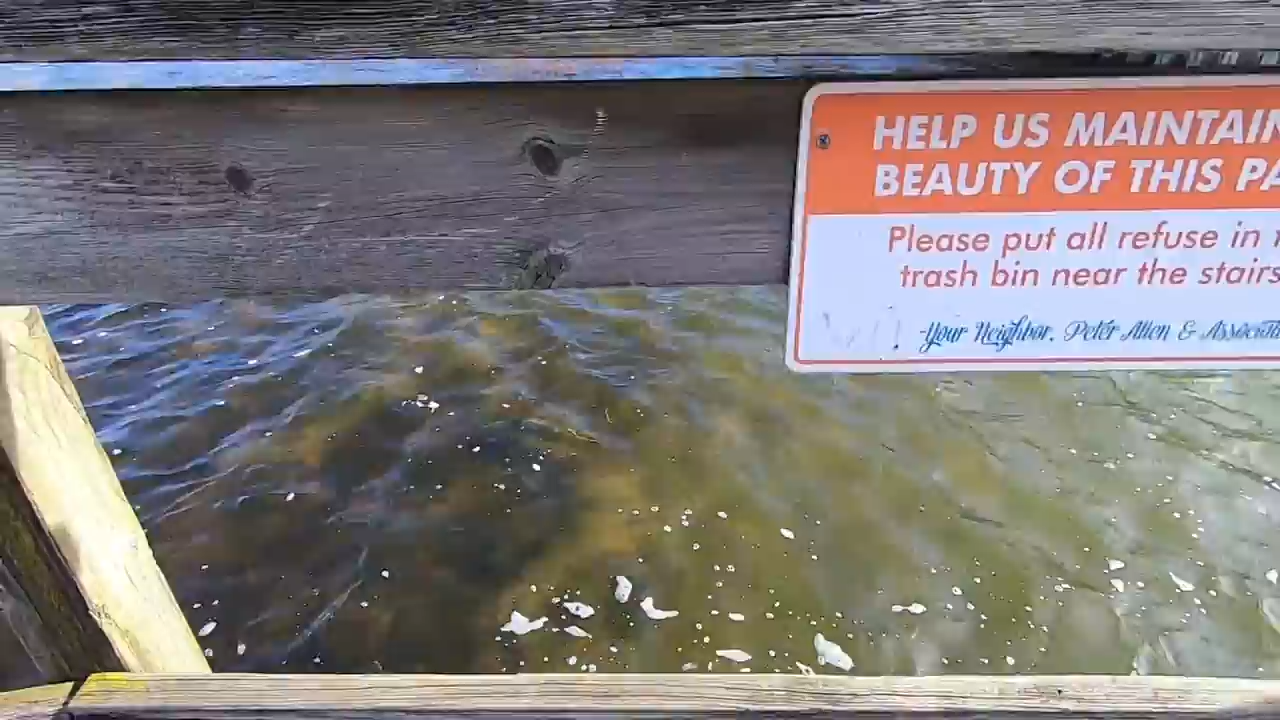 HELP US MAINTAIN
BEAUTY OF THIS PA
Please put all refuse in
trash bin near the stairs
-Your Neighbor, Peter Allen & Associat